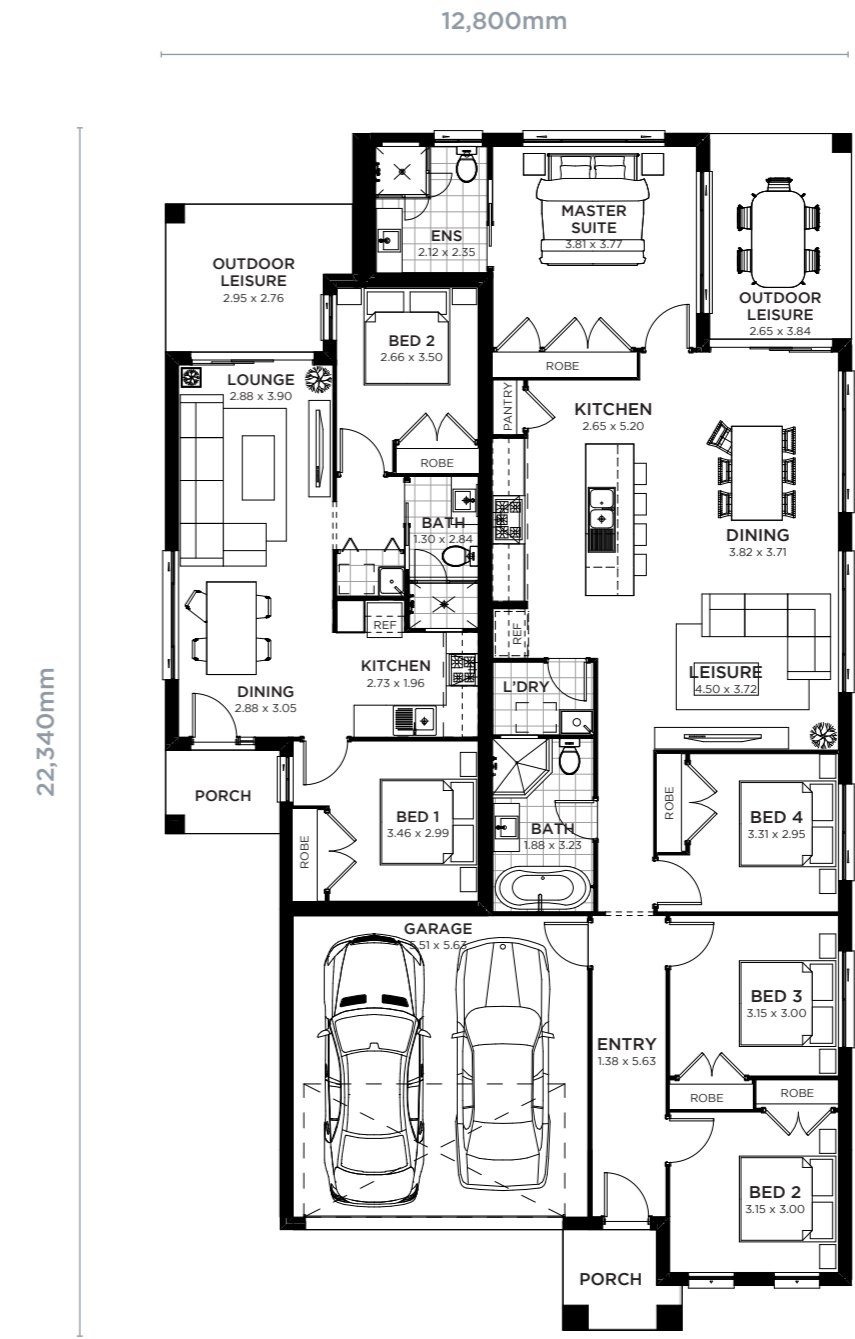 12,800mm
22,340mm
ENS
2.12 x 2.35
MASTER
SUITE
3.81 x 3.77
OUTDOOR
LEISURE
2.95 x 2.76
OUTDOOR
LEISURE
2.65 x 3.84
BED 2
2.66 x 3.50
ROBE
LOUNGE
2.88 x 3.90
ROBE
PANTRY
KITCHEN
2.65 x 5.20
BATH
1.30 x 2.84
DINING
3.82 x 3.71
REF
REF
KITCHEN
2.73 x 1.96
DINING
2.88 x 3.05
L'DRY
LEISURE
4.50 x 3.72
PORCH
BED 1
3.46 x 2.99
ROBE
BATH
1.88 x 3.23
ROBE
BED 4
3.31 x 2.95
GARAGE
5.51 x 5.63
BED 3
3.15 x 3.00
ENTRY
1.38 x 5.63
ROBE
ROBE
BED 2
3.15 x 3.00
PORCH